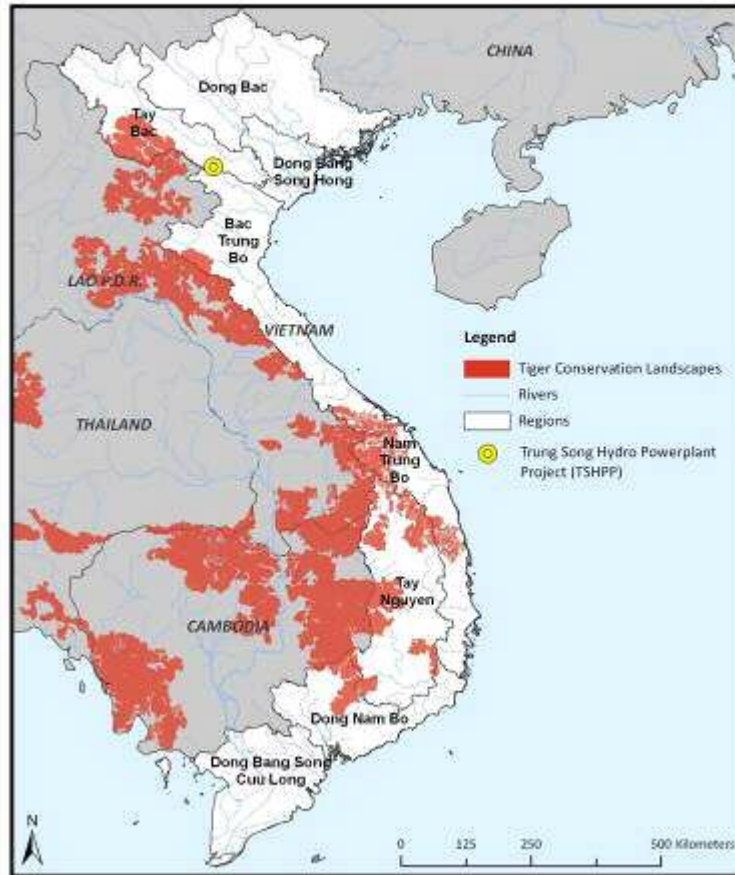 CHINA
Dong Bac
Tay
Bac
Dong Bang
Song Hong
Bac
Trung
Bo
LAO P.D.R.
VIETNAM
Legend
Tiger Conservation Landscapes
Rivers
Regions
Trung Song Hydro Powerplant
Project (TSHPP)
THAILAND
Nam
Trung
Bo
Tay
Nguyen
CAMBODIA
Dong Nam Bo
Dong Bang Song
Cuu Long
N
0 125 250 500 Kilometers